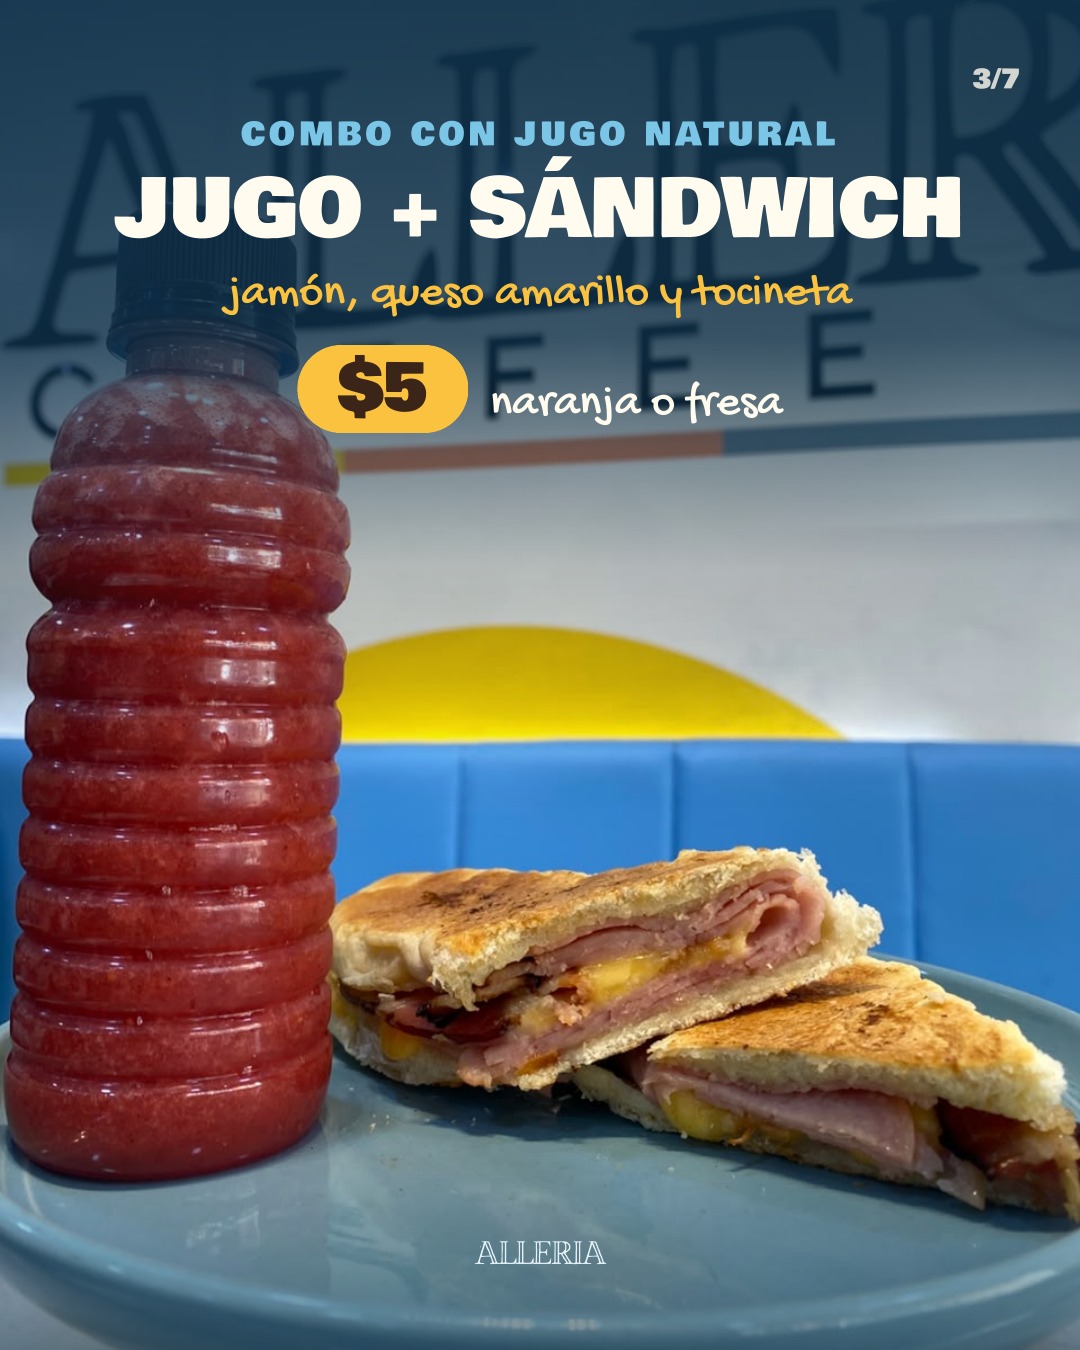 3/7
COMBO CON JUGO NATURAL
JUGO + SÁNDWICH
jamón, queso amarillo y tocineta
$5 naranja o fresa
ALLERIA